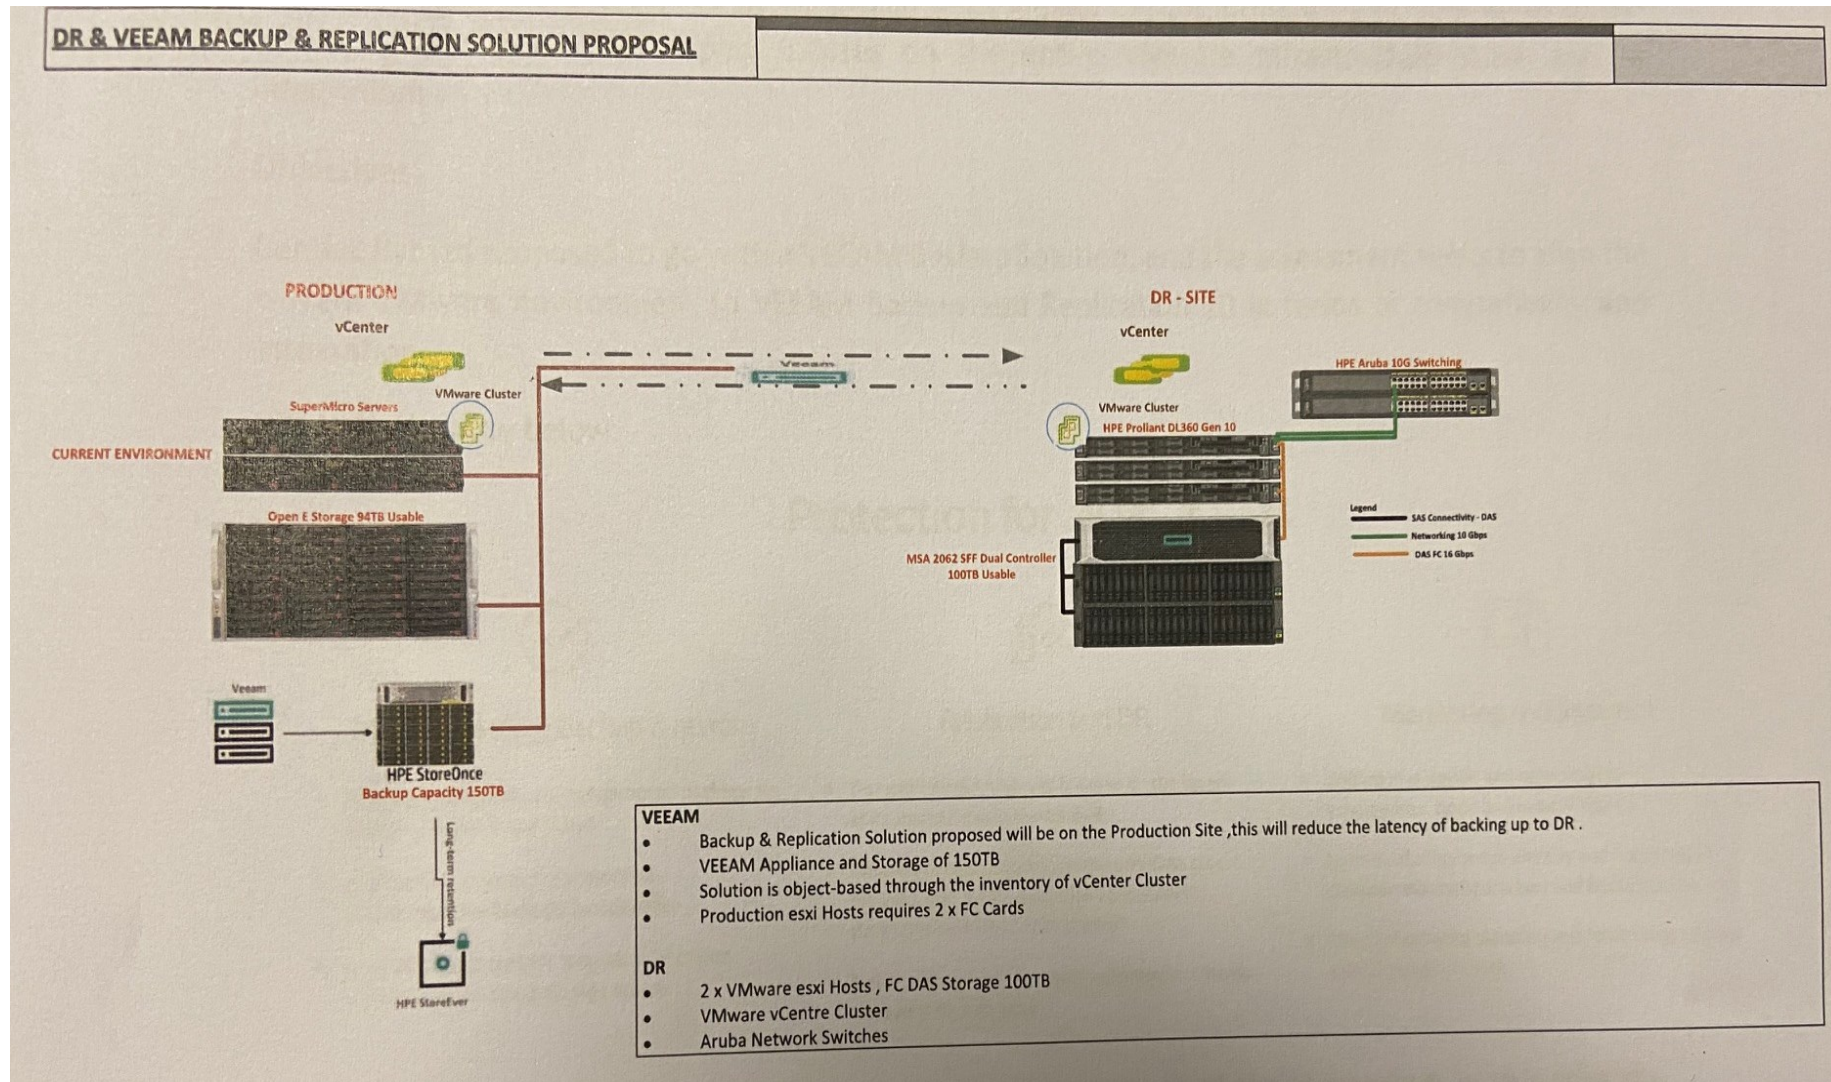 DR & VEEAM BACKUP & REPLICATION SOLUTION PROPOSAL
PRODUCTION
vCenter
VMware Cluster
SuperMicro Servers
CURRENT ENVIRONMENT
Open E Storage 94TB Usable
Veeam
HPE StoreOnce
Backup Capacity 150TB
Long-term retention
HPE StoreEver
Veeam
DR - SITE
vCenter
HPE Aruba 10G Switching
VMware Cluster
HPE Proliant DL360 Gen 10
MSA 2062 SFF Dual Controller
100TB Usable
Legend
SAS Connectivity - DAS
Networking 10 Gbps
DAS FC 16 Gbps
VEEAM
• Backup & Replication Solution proposed will be on the Production Site ,this will reduce the latency of backing up to DR .
• VEEAM Appliance and Storage of 150TB
• Solution is object-based through the inventory of vCenter Cluster
• Production esxi Hosts requires 2 x FC Cards
DR
• 2 x VMware esxi Hosts , FC DAS Storage 100TB
• VMware vCentre Cluster
• Aruba Network Switches